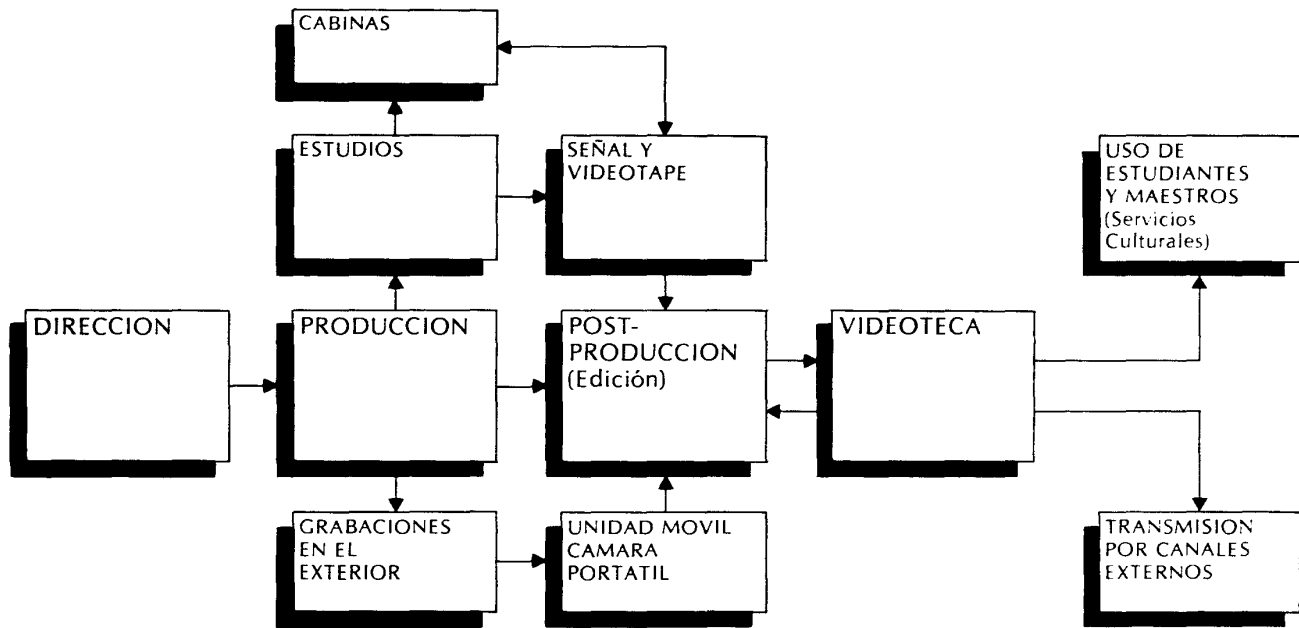 CABINAS
ESTUDIOS
SEÑAL Y
VIDEOTAPE
USO DE
ESTUDIANTES
Y MAESTROS
(Servicios
Culturales)
DIRECCION
PRODUCCION
POST-
PRODUCCION
(Edición)
VIDEOTECA
GRABACIONES
EN EL
EXTERIOR
UNIDAD MOVIL
CAMARA
PORTATIL
TRANSMISION
POR CANALES
EXTERNOS